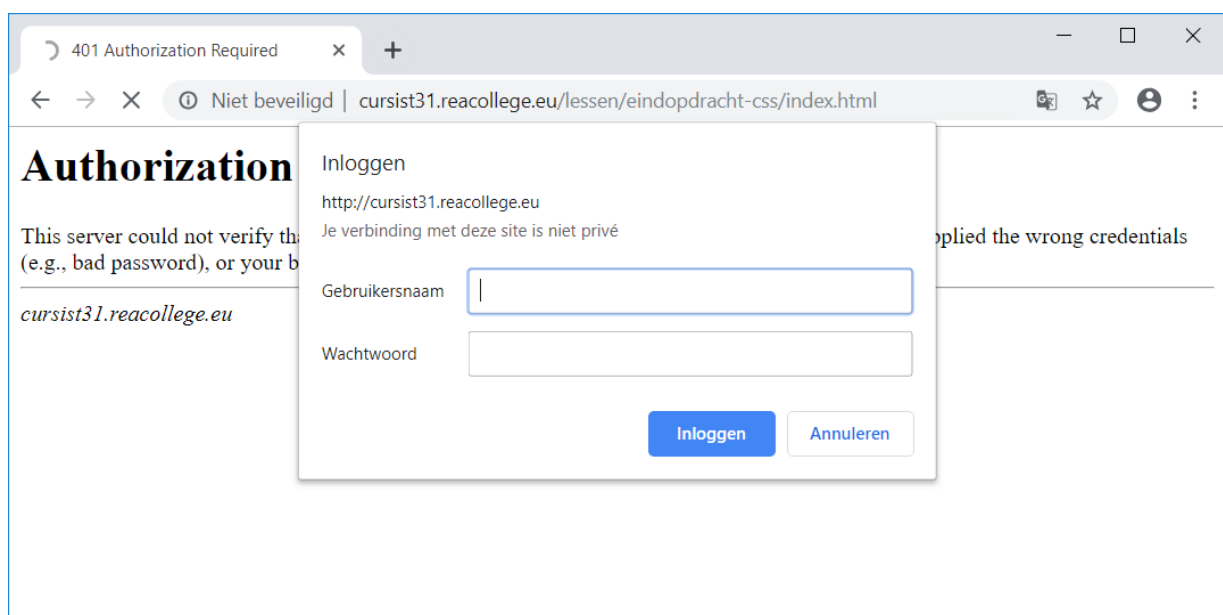 401 Authorization Required
Niet beveiligd | cursist31.reacollege.eu/lessen/eindopdracht-css/index.html
Authorization
Inloggen
http://cursist31.reacollege.eu
Je verbinding met deze site is niet privé
This server could not verify tha
pplied the wrong credentials
(e.g., bad password), or your b
Gebruikersnaam
cursist31.reacollege.eu
Wachtwoord
Inloggen Annuleren